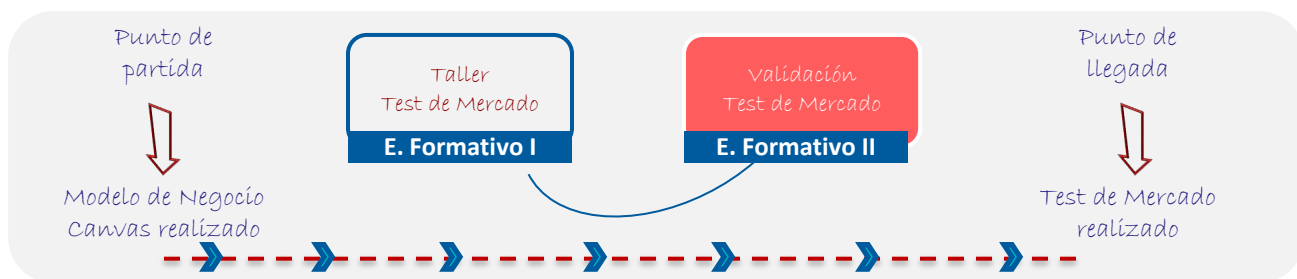 Punto de
partida
Modelo de Negocio
Canvas realizado
Taller
Test de Mercado
E. Formativo I
Validación
Test de Mercado
E. Formativo II
Punto de
llegada
Test de Mercado
realizado